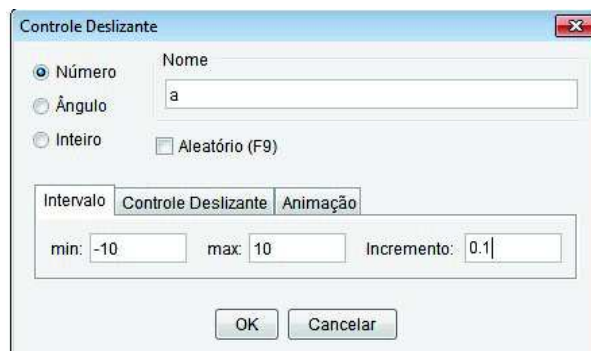 Controle Deslizante
Número
Ângulo
Inteiro
Nome
a
Aleatório (F9)
Intervalo Controle Deslizante Animação
min: -10 max: 10 Incremento: 0.1
OK Cancelar